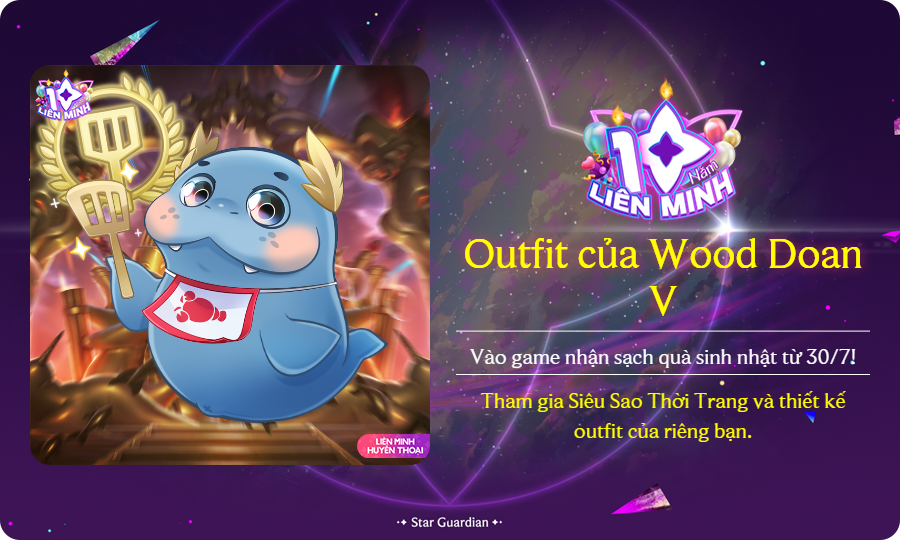 10
LIÊN MINH
LIÊN MINH
HUYỀN THOẠI
10
Năm
LIÊN MINH
Outfit của Wood Doan
V
Vào game nhận sạch quà sinh nhật từ 30/7!
Tham gia Siêu Sao Thời Trang và thiết kế
outfit của riêng bạn.
Star Guardian